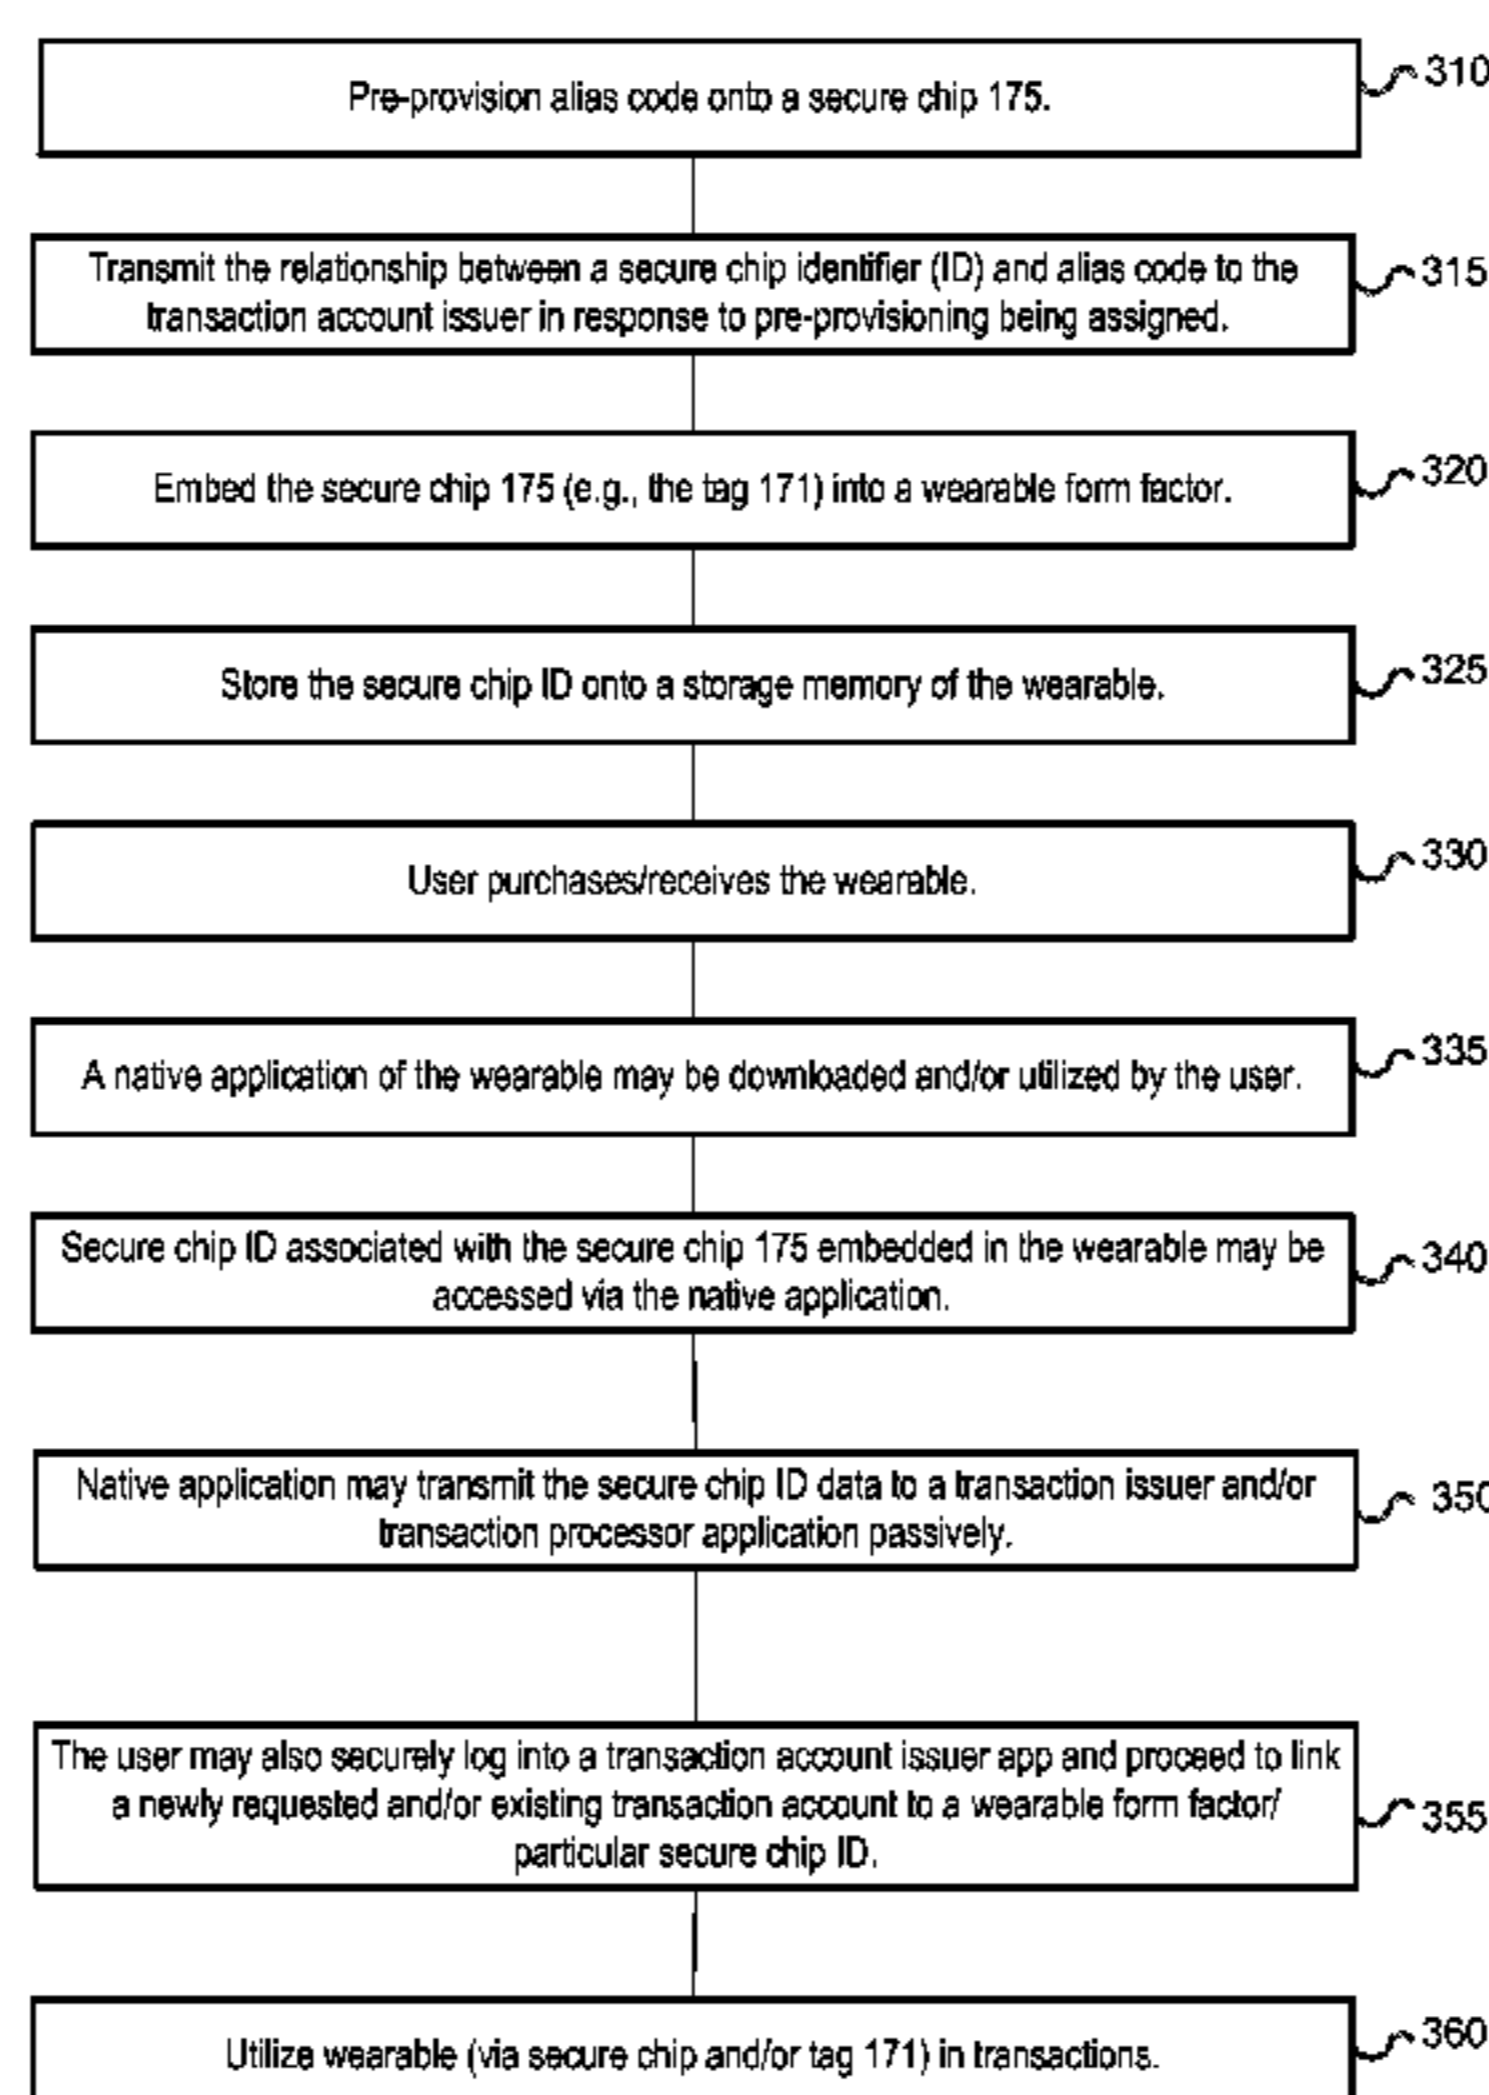 Pre-provision alias code onto a secure chip 175.
310
Transmit the relationship between a secure chip identifier (ID) and alias code to the
transaction account issuer in response to pre-provisioning being assigned.
315
Embed the secure chip 175 (e.g., the tag 171) into a wearable form factor.
320
Store the secure chip ID onto a storage memory of the wearable.
325
User purchases/receives the wearable.
330
A native application of the wearable may be downloaded and/or utilized by the user.
335
Secure chip ID associated with the secure chip 175 embedded in the wearable may be
accessed via the native application.
340
Native application may transmit the secure chip ID data to a transaction issuer and/or
transaction processor application passively.
350
The user may also securely log into a transaction account issuer app and proceed to link
a newly requested and/or existing transaction account to a wearable form factor/
particular secure chip ID.
355
Utilize wearable (via secure chip and/or tag 171) in transactions.
360